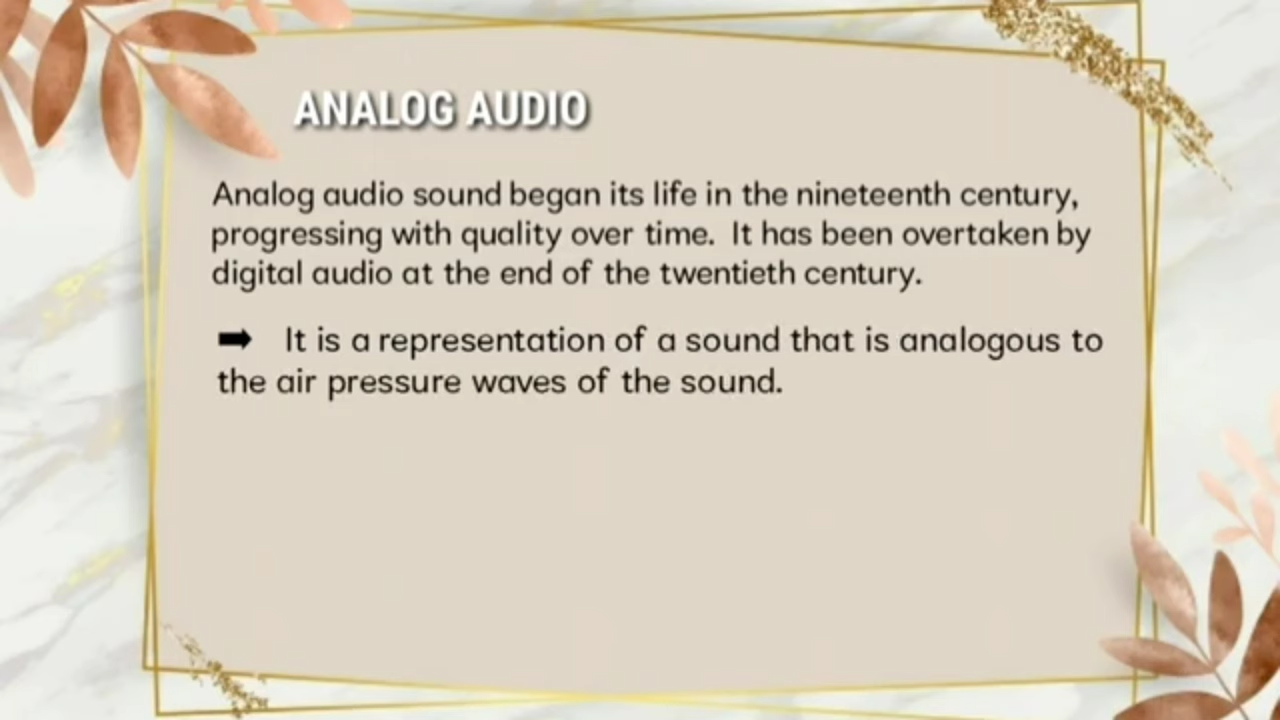 ANALOG AUDIO
Analog audio sound began its life in the nineteenth century,
progressing with quality over time. It has been overtaken by
digital audio at the end of the twentieth century.
➡ It is a representation of a sound that is analogous to
the air pressure waves of the sound.